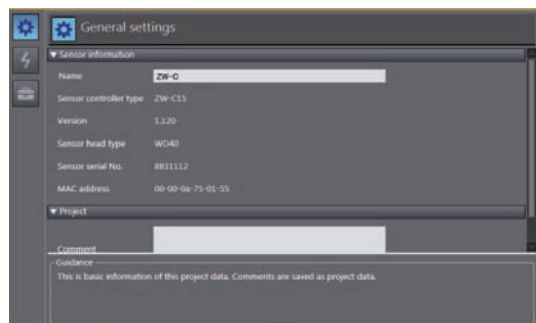 General settings
▼ Sensor information
Name ZW-C
Sensor controller type ZW-C15
Version 1.120
Sensor head type WD40
Sensor serial No. 8831112
MAC address 00-00-0a-75-01-55
▼ Project
Comment
Guidance
This is basic information of this project data. Comments are saved as project data.